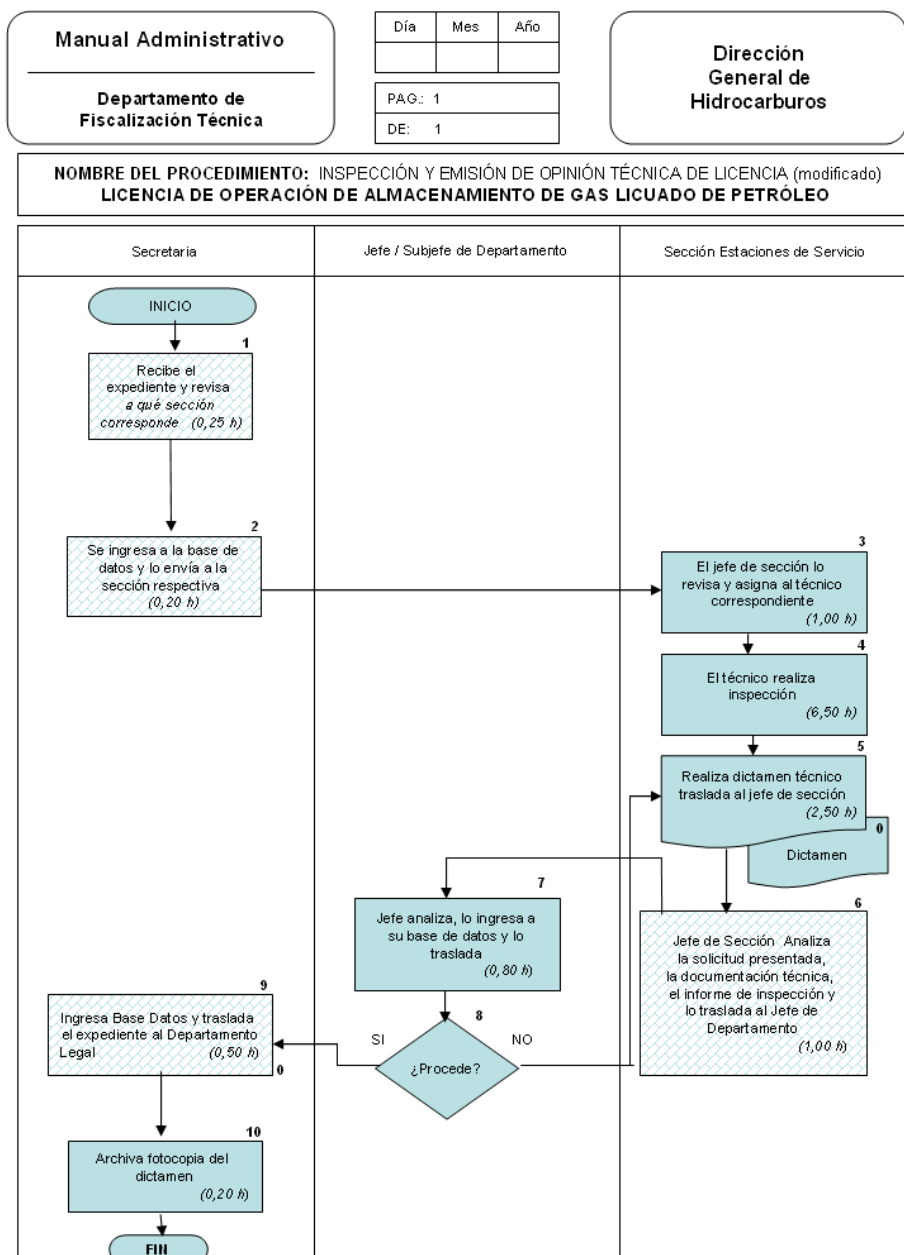 Manual Administrativo
Departamento de
Fiscalización Técnica
Día Mes Año
PAG.: 1
DE: 1
Dirección
General de
Hidrocarburos
NOMBRE DEL PROCEDIMIENTO: INSPECCIÓN Y EMISIÓN DE OPINIÓN TÉCNICA DE LICENCIA (modificado)
LICENCIA DE OPERACIÓN DE ALMACENAMIENTO DE GAS LICUADO DE PETRÓLEO
Secretaria
Jefe / Subjefe de Departamento
Sección Estaciones de Servicio
INICIO
1
Recibe el
expediente y revisa
a qué sección
corresponde (0,25 h)
2
Se ingresa a la base de
datos y lo envía a la
sección respectiva
(0,20 h)
3
El jefe de sección lo
revisa y asigna al técnico
correspondiente
(1,00 h)
4
El técnico realiza
inspección
(6,50 h)
5
Realiza dictamen técnico
traslada al jefe de sección
(2,50 h)
0
Dictamen
6
Jefe de Sección Analiza
la solicitud presentada,
la documentación técnica,
el informe de inspección y
lo traslada al Jefe de
Departamento
(1,00 h)
7
Jefe analiza, lo ingresa a
su base de datos y lo
traslada
(0,80 h)
8
SI
NO
¿Procede?
9
Ingresa Base Datos y traslada
el expediente al Departamento
Legal
(0,50 h)
0
10
Archiva fotocopia del
dictamen
(0,20 h)
FIN